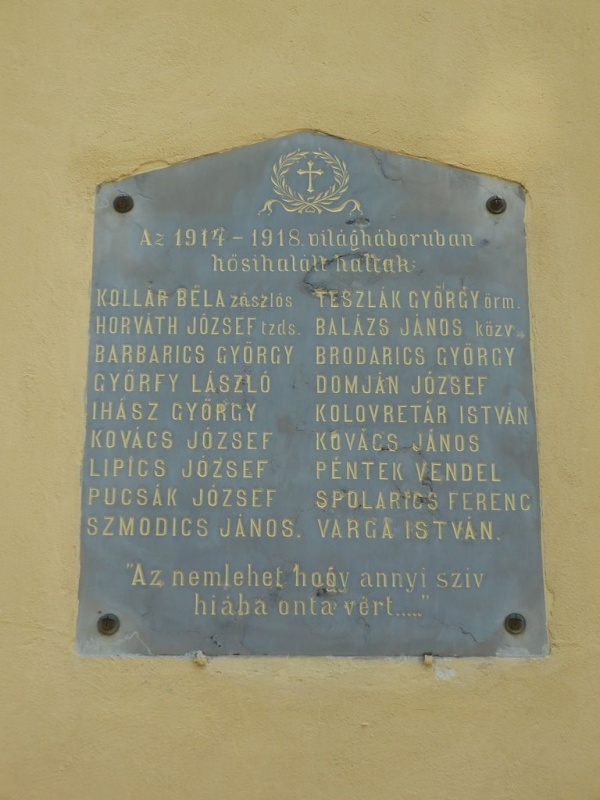 Az 1914-1918. világháboruban
hősihalált haltak:
KOLLÁR BÉLA zászlós
HORVÁTH JÓZSEF tzds.
BARBARICS GYÖRGY
GYŐRFY LÁSZLÓ
IHÁSZ GYÖRGY
KOVÁCS JÓZSEF
LIPICS JÓZSEF
PUCSÁK JÓZSEF
SZMODICS JÁNOS.
TESZLÁK GYÖRGY őrm.
BALÁZS JÁNOS közv.
BRODARICS GYÖRGY
DOMJÁN JÓZSEF
KOLOVRETÁR ISTVÁN
KOVÁCS JÁNOS
PÉNTEK VENDEL
SPOLARICS FERENC
VARGA ISTVÁN.
"Az nemlehet hogy annyi sziv
hiába onta vért....."